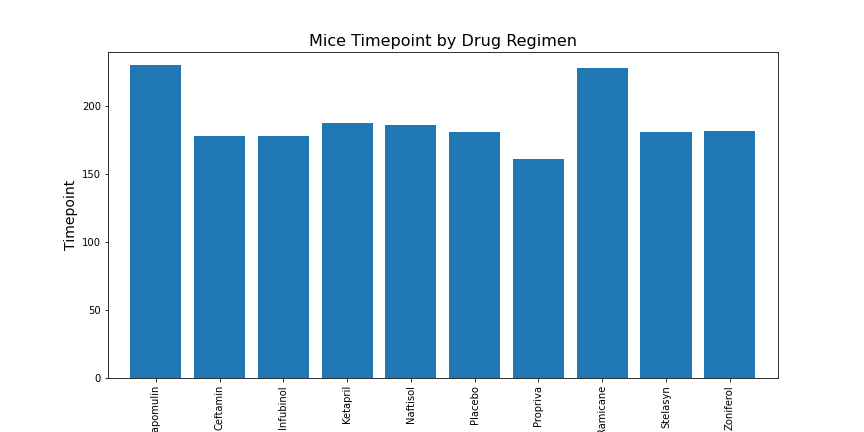 Mice Timepoint by Drug Regimen
Timepoint
200
150
100
50
0
apomulin
Ceftamin
Infubinol
Ketapril
Naftisol
Placebo
Propriva
Ramicane
Stelasyn
Zoniferol